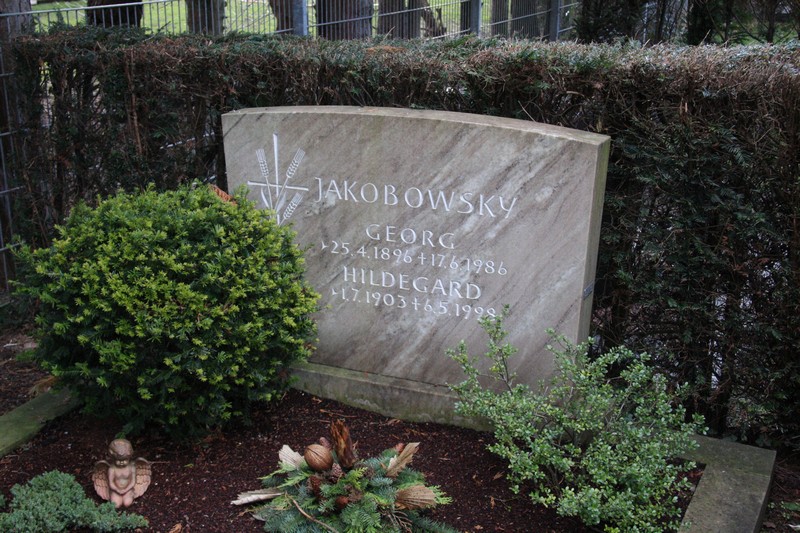 JAKOBOWSKY
GEORG
*25.4.1896 +17.6.1986
HILDEGARD
*1.7.1903 +6.5.1998